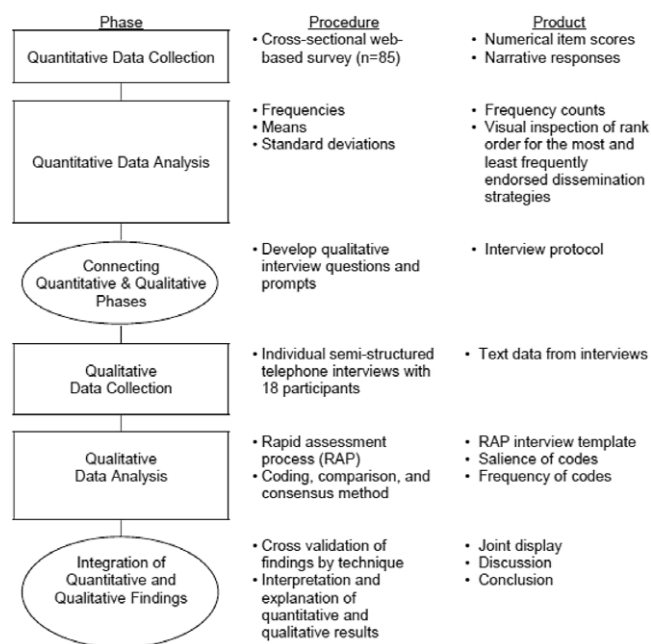 Phase
Procedure
Product
Quantitative Data Collection
• Cross-sectional web-
based survey (n=85)
• Numerical item scores
• Narrative responses
Quantitative Data Analysis
• Frequencies
• Means
• Standard deviations
• Frequency counts
• Visual inspection of rank
order for the most and
least frequently
endorsed dissemination
strategies
Connecting
Quantitative & Qualitative
Phases
• Develop qualitative
interview questions and
prompts
• Interview protocol
Qualitative
Data Collection
• Individual semi-structured
telephone interviews with
18 participants
• Text data from interviews
Qualitative
Data Analysis
• Rapid assessment
process (RAP)
• Coding, comparison, and
consensus method
• RAP interview template
• Salience of codes
• Frequency of codes
Integration of
Quantitative and
Qualitative Findings
• Cross validation of
findings by technique
• Interpretation and
explanation of
quantitative and
qualitative results
• Joint display
• Discussion
• Conclusion